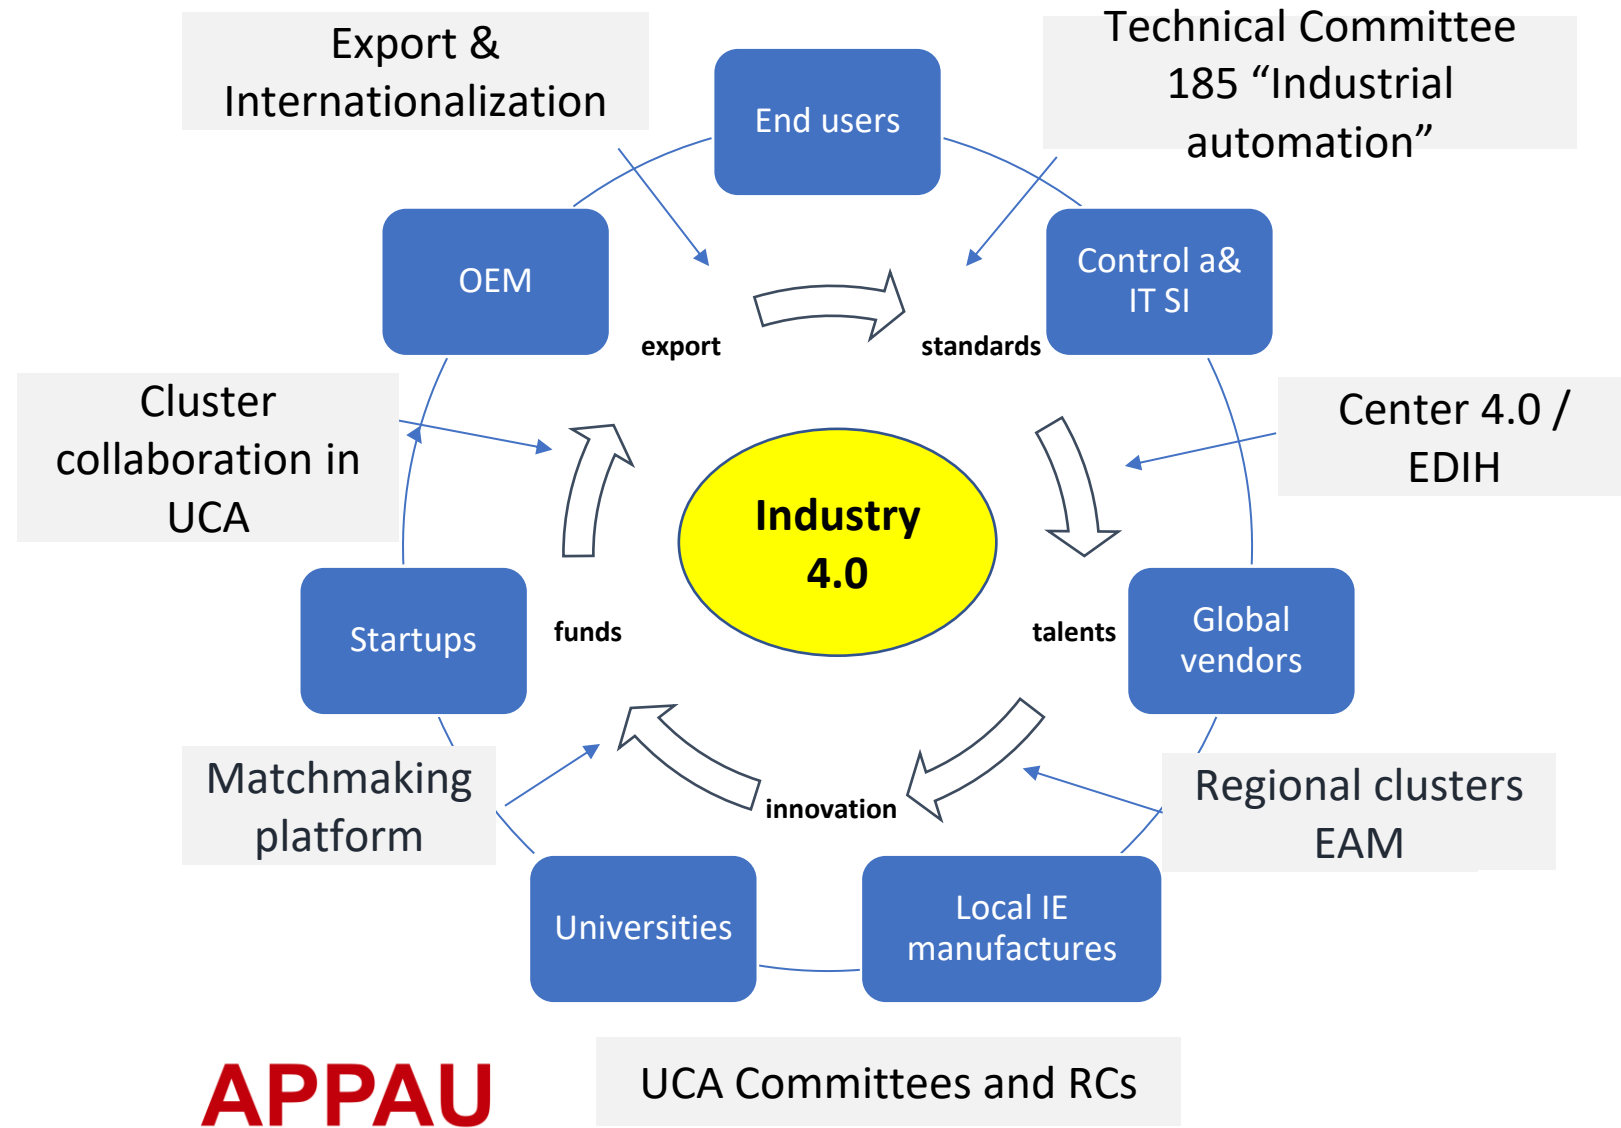 Export &
Internationalization
Technical Committee
185 “Industrial
automation”
End users
OEM
Control a&
IT SI
export
standards
Cluster
collaboration in
UCA
Center 4.0 /
EDIH
Industry
4.0
Startups
funds
talents
Global
vendors
Matchmaking
platform
innovation
Regional clusters
EAM
Universities
Local IE
manufactures
APPAU
UCA Committees and RCs